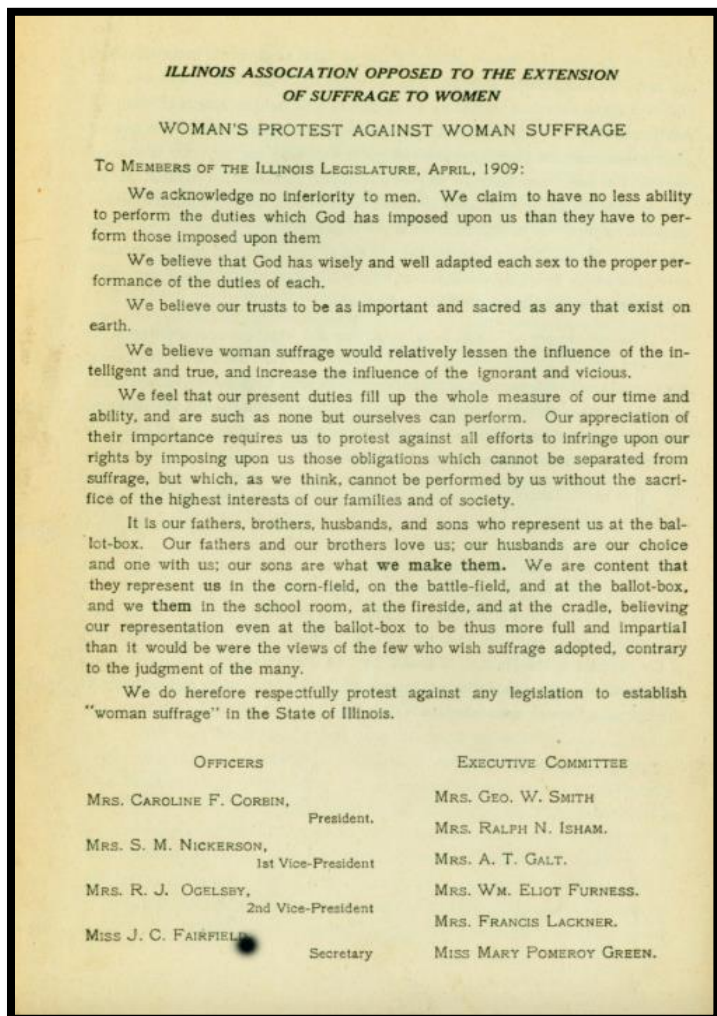 ILLINOIS ASSOCIATION OPPOSED TO THE EXTENSION
OF SUFFRAGE TO WOMEN
WOMAN'S PROTEST AGAINST WOMAN SUFFRAGE
TO MEMBERS OF THE ILLINOIS LEGISLATURE, APRIL, 1909:
We acknowledge no inferiority to men. We claim to have no less ability
to perform the duties which God has imposed upon us than they have to per-
form those imposed upon them
We believe that God has wisely and well adapted each sex to the proper per-
formance of the duties of each.
We believe our trusts to be as important and sacred as any that exist on
earth.
We believe woman suffrage would relatively lessen the influence of the in-
telligent and true, and increase the influence of the ignorant and vicious.
We feel that our present duties fill up the whole measure of our time and
ability, and are such as none but ourselves can perform. Our appreciation of
their importance requires us to protest against all efforts to infringe upon our
rights by imposing upon us those obligations which cannot be separated from
suffrage, but which, as we think, cannot be performed by us without the sacri-
fice of the highest interests of our families and of society.
It is our fathers, brothers, husbands, and sons who represent us at the bal-
lot-box. Our fathers and our brothers love us; our husbands are our choice
and one with us; our sons are what we make them. We are content that
they represent us in the corn-field, on the battle-field, and at the ballot-box,
and we them in the school room, at the fireside, and at the cradle, believing
our representation even at the ballot-box to be thus more full and impartial
than it would be were the views of the few who wish suffrage adopted, contrary
to the judgment of the many.
We do herefore respectfully protest against any legislation to establish
"woman suffrage" in the State of Illinois.
OFFICERS
MRS. CAROLINE F. CORBIN,
President.
MRS. S. M. NICKERSON,
1st Vice-President
MRS. R. J. OGELSBY,
2nd Vice-President
MISS J. C. FAIRFIELD
Secretary
EXECUTIVE COMMITTEE
MRS. GEO. W. SMITH
MRS. RALPH N. ISHAM.
MRS. A. T. GALT.
MRS. WM. ELIOT FURNESS.
MRS. FRANCIS LACKNER.
MISS MARY POMEROY GREEN.